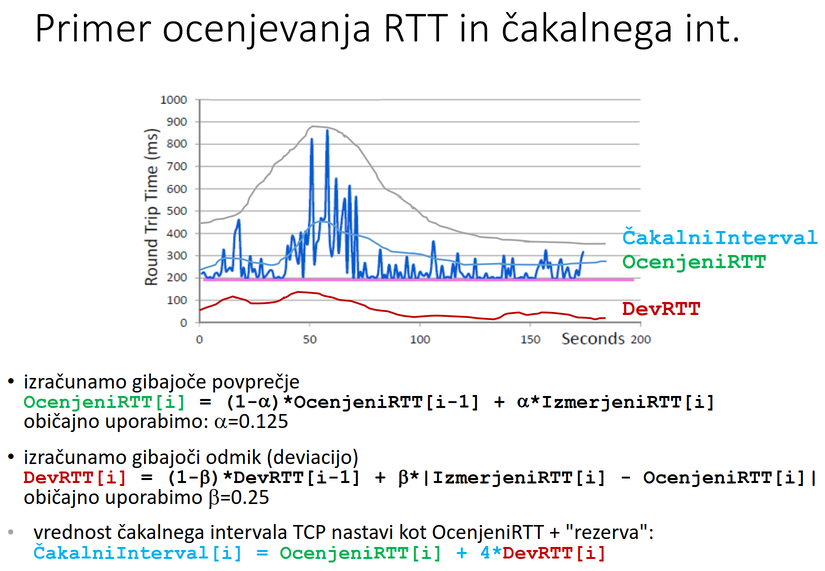 Primer ocenjevanja RTT in čakalnega int.
1000
900
800
700
600
500
400
300
200
100
0
Round Trip Time (ms)
0
50
100
150
Seconds
200
ČakalniInterval
OcenjeniRTT
DevRTT
• izračunamo gibajoče povprečje
OcenjeniRTT[i] = (1-α)*OcenjeniRTT[i-1] + α*IzmerjeniRTT[i]
običajno uporabimo: α=0.125
• izračunamo gibajoči odmik (deviacijo)
DevRTT[i] = (1-β)*DevRTT[i-1] + β*|IzmerjeniRTT[i] - OcenjeniRTT[i]|
običajno uporabimo β=0.25
• vrednost čakalnega intervala TCP nastavi kot OcenjeniRTT + "rezerva":
ČakalniInterval[i] = OcenjeniRTT[i] + 4*DevRTT[i]